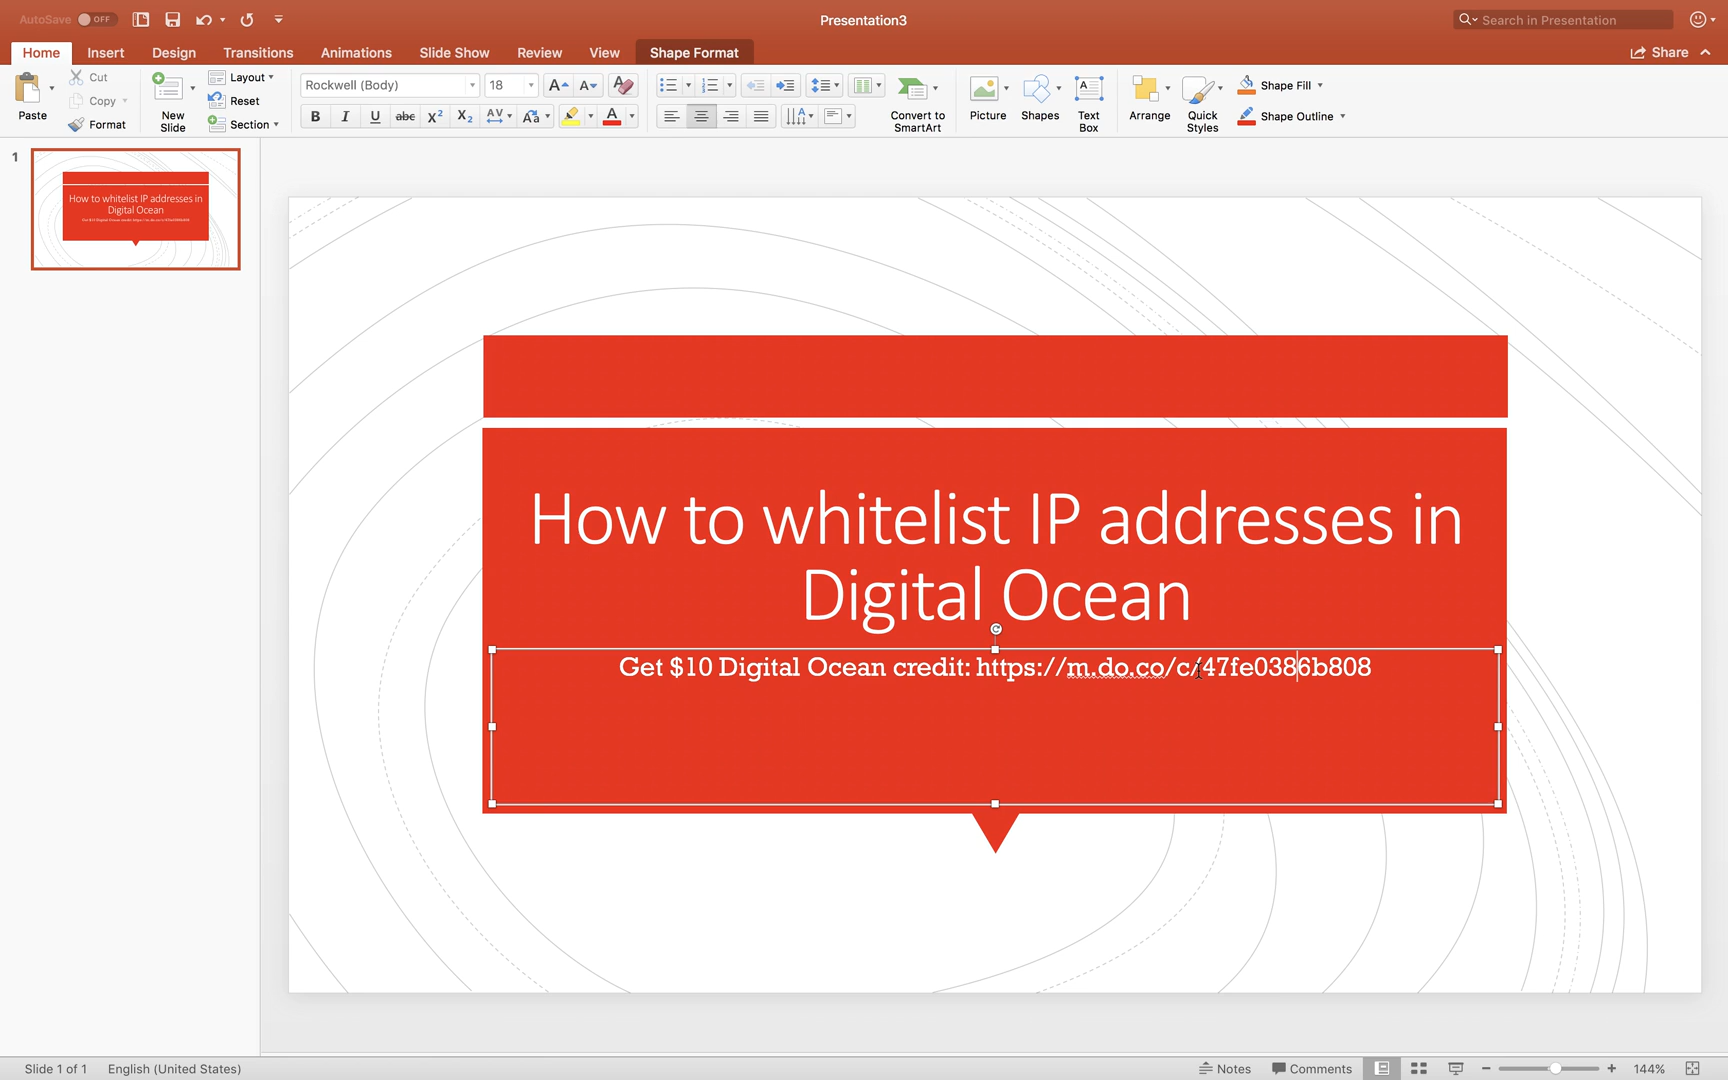 AutoSave OFF
Presentation3
Search in Presentation
Home Insert Design Transitions Animations Slide Show Review View Shape Format Share
Paste
Cut
Copy
Format
New Slide
Layout
Reset
Section
Rockwell (Body) 18
Convert to SmartArt
Picture
Shapes
Text Box
Arrange
Quick Styles
Shape Fill
Shape Outline
1
How to whitelist IP addresses in
Digital Ocean
Get $10 Digital Ocean credit: https://m.do.co/c/47fe0386b808
How to whitelist IP addresses in
Digital Ocean
Get $10 Digital Ocean credit: https://m.do.co/c/47fe0386b808
Slide 1 of 1 English (United States) Notes Comments 144%